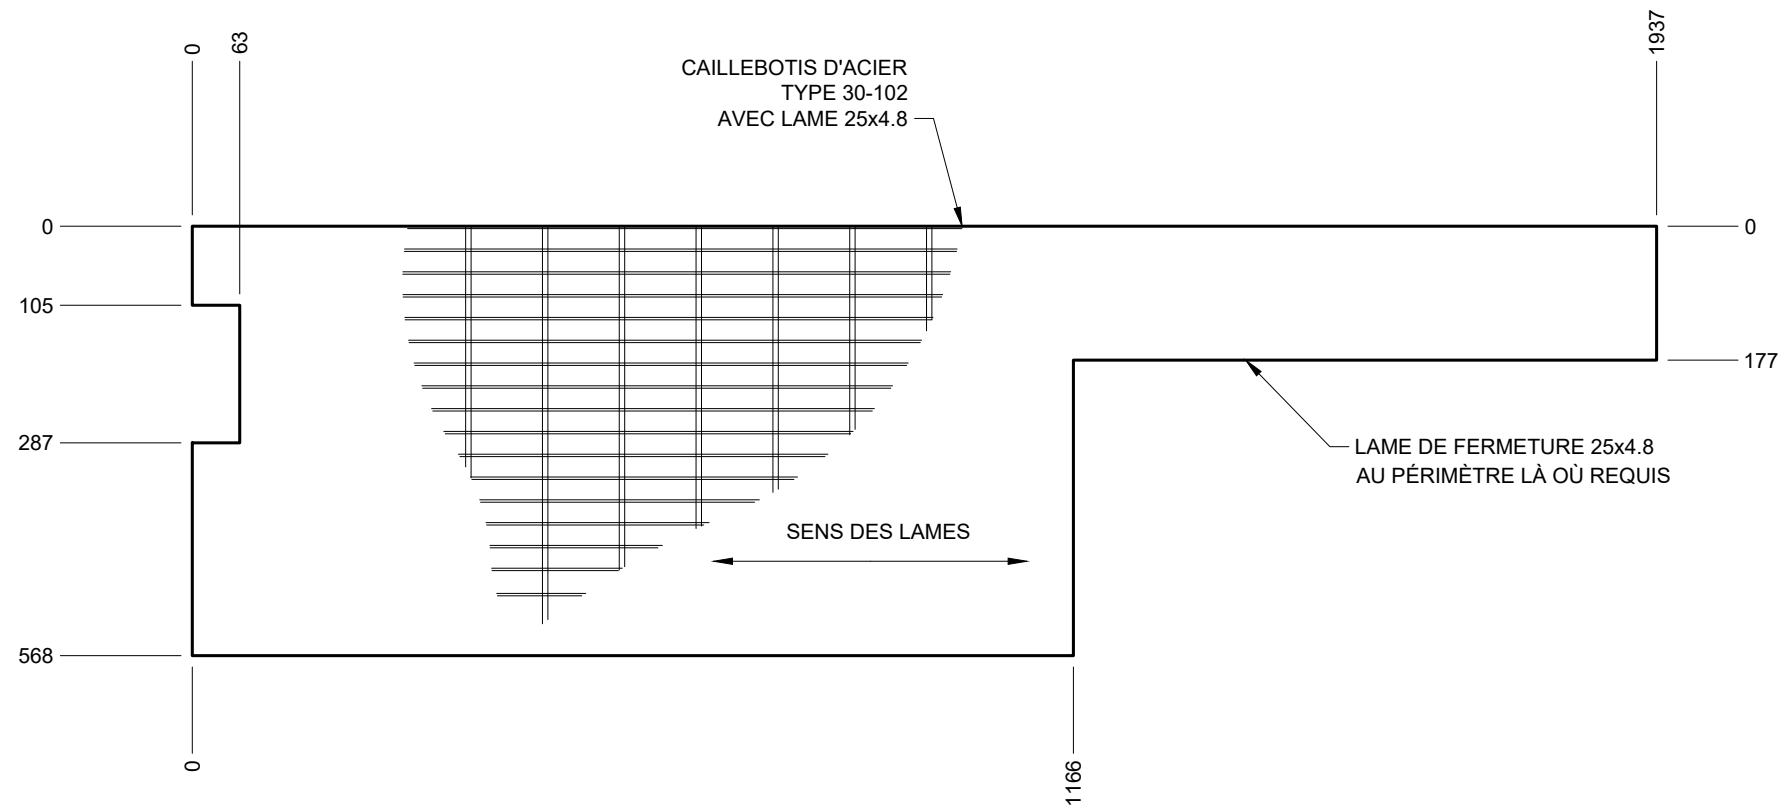 0
63
1937
CAILLEBOTIS D'ACIER
TYPE 30-102
AVEC LAME 25x4.8
0
0
105
177
287
LAME DE FERMETURE 25x4.8
AU PÉRIMÈTRE LÀ OÙ REQUIS
SENS DES LAMES
568
0
1166